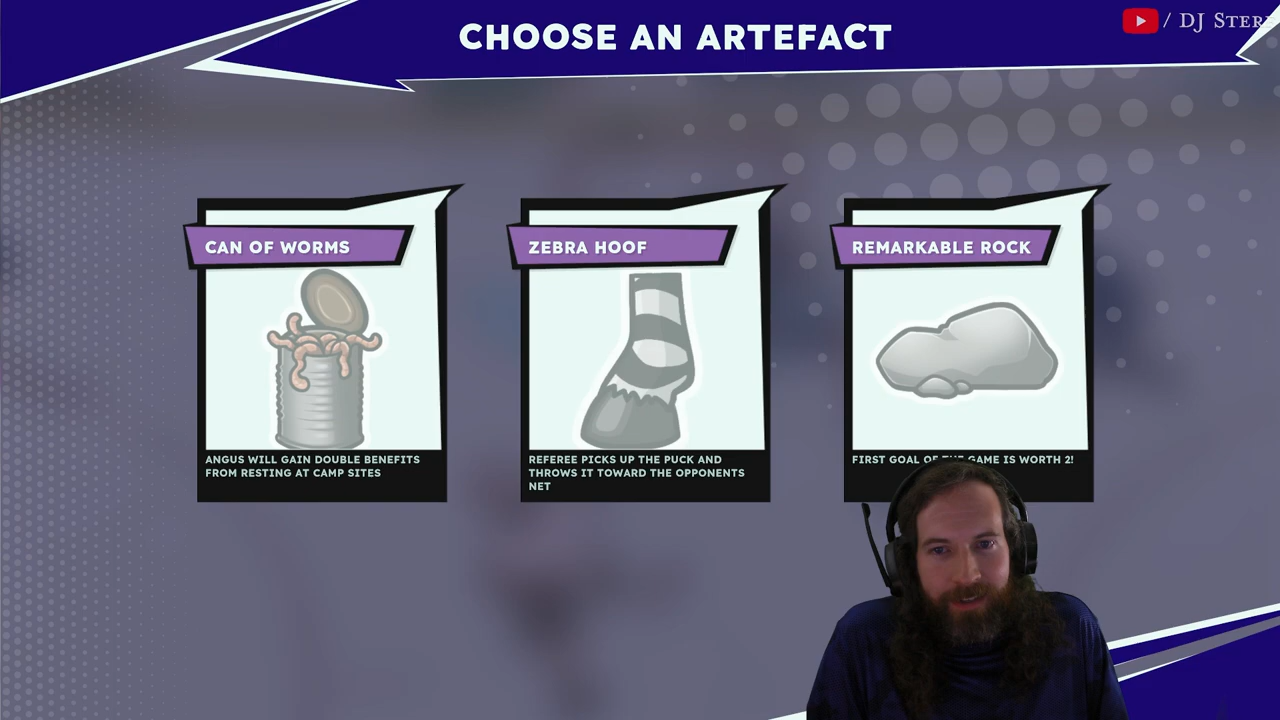 CHOOSE AN ARTEFACT
/ DJ
CAN OF WORMS
ANGUS WILL GAIN DOUBLE BENEFITS
FROM RESTING AT CAMP SITES
ZEBRA HOOF
REFEREE PICKS UP THE PUCK AND
THROWS IT TOWARD THE OPPONENTS
NET
REMARKABLE ROCK
FIRST GOAL OF THE GAME IS WORTH 2!